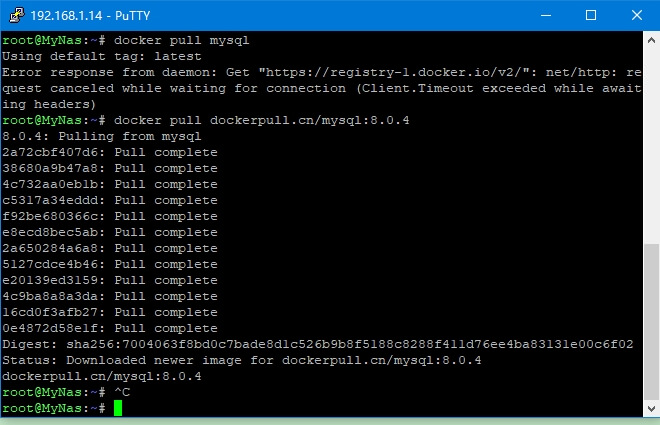 192.168.1.14 - PuTTY
root@MyNas:~# docker pull mysql
Using default tag: latest
Error response from daemon: Get "https://registry-1.docker.io/v2/": net/http: re
quest canceled while waiting for connection (Client.Timeout exceeded while await
ing headers)
root@MyNas:~# docker pull dockerpull.cn/mysql:8.0.4
8.0.4: Pulling from mysql
2a72cbf407d6: Pull complete
38680a9b47a8: Pull complete
4c732aa0eb1b: Pull complete
c5317a34eddd: Pull complete
f92be680366c: Pull complete
e8ecd8bec5ab: Pull complete
2a650284a6a8: Pull complete
5127cdce4b46: Pull complete
e20139ed3159: Pull complete
4c9ba8a8a3da: Pull complete
16cd0f3afb27: Pull complete
0e4872d58e1f: Pull complete
Digest: sha256:7004063f8bd0c7bade8d1c526b9b8f5188c8288f411d76ee4ba83131e00c6f02
Status: Downloaded newer image for dockerpull.cn/mysql:8.0.4
dockerpull.cn/mysql:8.0.4
root@MyNas:~# ^C
root@MyNas:~#